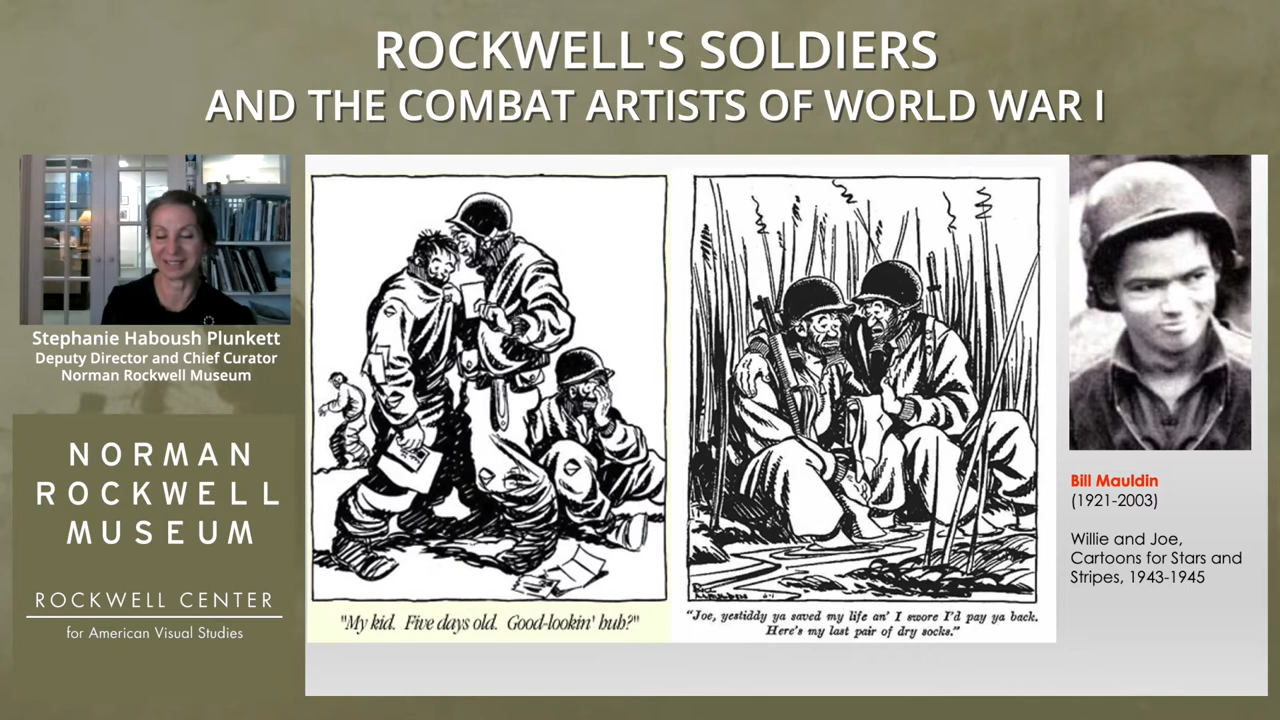 ROCKWELL'S SOLDIERS
AND THE COMBAT ARTISTS OF WORLD WAR I
Stephanie Haboush Plunkett
Deputy Director and Chief Curator
Norman Rockwell Museum
NORMAN
ROCKWELL
MUSEUM
ROCKWELL CENTER
for American Visual Studies
"My kid. Five days old. Good-lookin' huh?"
"Joe, yestiddy ya saved my life an' I swore I'd pay ya back.
Here's my last pair of dry socks."
Bill Mauldin
(1921-2003)
Willie and Joe,
Cartoons for Stars and
Stripes, 1943-1945